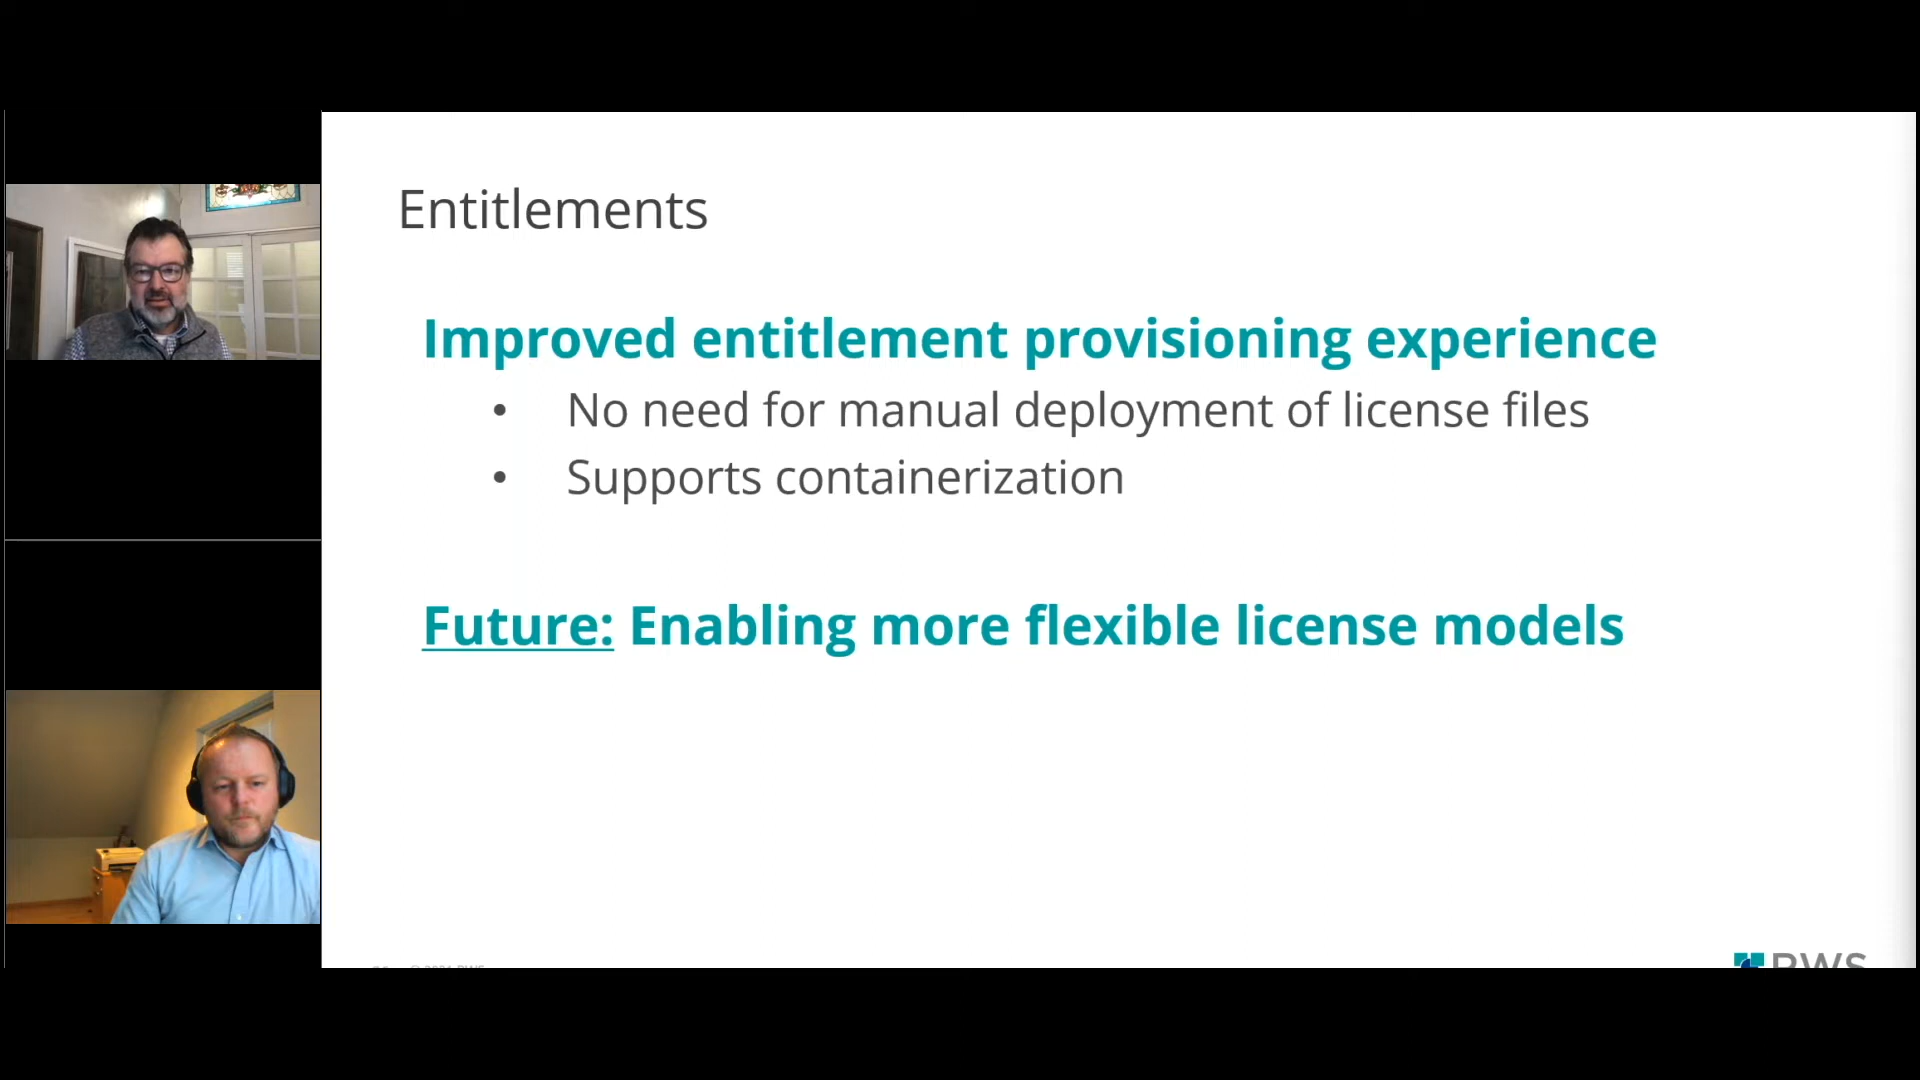 Entitlements
Improved entitlement provisioning experience
• No need for manual deployment of license files
• Supports containerization
Future: Enabling more flexible license models
RWS